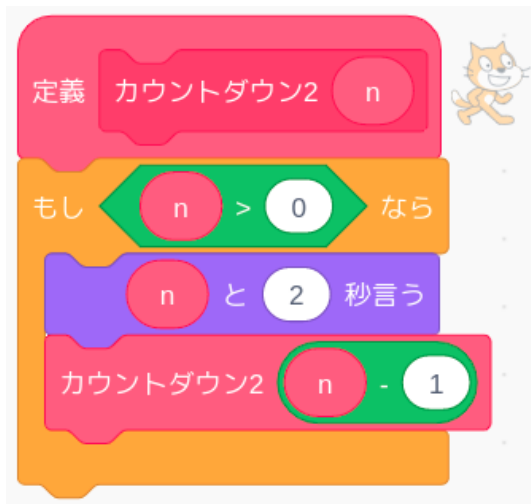 定義 カウントダウン2 n
もし n > 0 なら
n と 2 秒言う
カウントダウン2 n - 1